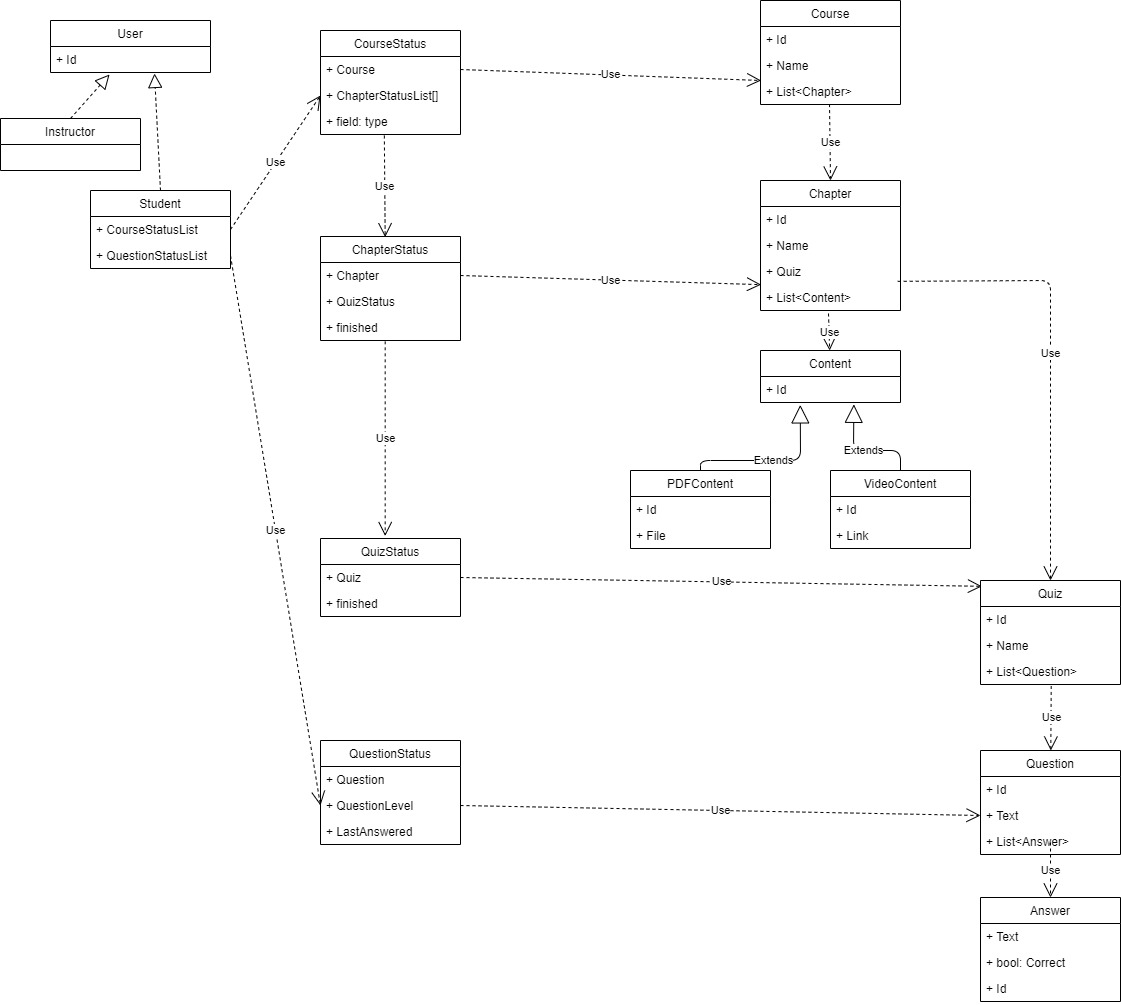 User
+ Id
Instructor
Student
+ CourseStatusList
+ QuestionStatusList
CourseStatus
+ Course
+ ChapterStatusList[]
+ field: type
Course
+ Id
+ Name
+ List<Chapter>
Use
Use
Use
Use
ChapterStatus
+ Chapter
+ QuizStatus
+ finished
Chapter
+ Id
+ Name
+ Quiz
+ List<Content>
Use
Use
Use
Content
+ Id
Use
Extends
Extends
PDFContent
+ Id
+ File
VideoContent
+ Id
+ Link
Use
QuizStatus
+ Quiz
+ finished
Use
Quiz
+ Id
+ Name
+ List<Question>
Use
QuestionStatus
+ Question
+ QuestionLevel
+ LastAnswered
Use
Question
+ Id
+ Text
+ List<Answer>
Use
Answer
+ Text
+ bool: Correct
+ Id